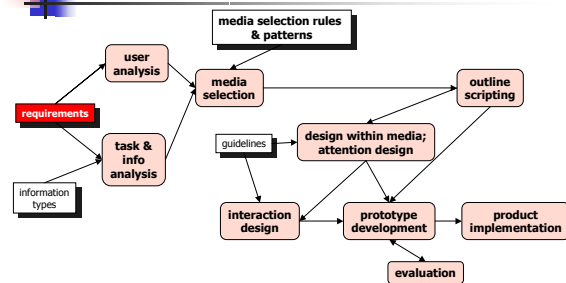 media selection rules
& patterns
user
analysis
media
selection
outline
scripting
requirements
task &
info
analysis
guidelines
design within media;
attention design
information
types
interaction
design
prototype
development
product
implementation
evaluation